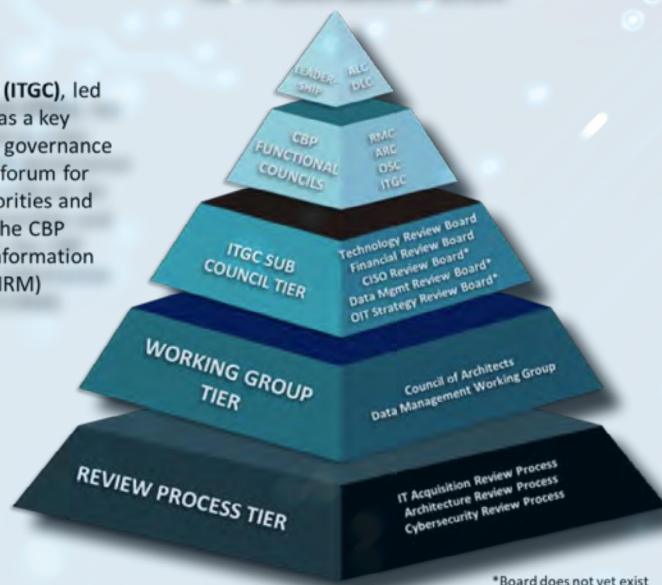 (ITGC), led
as a key
governance
forum for
orities and
he CBP
nformation
IRM)
LEADER-
SHIP
ALC
DLC
CBP
FUNCTIONAL
COUNCILS
RMC
ARC
OSC
ITGC
ITGC SUB
COUNCIL TIER
Technology Review Board
Financial Review Board
CISO Review Board*
Data Mgmt Review Board*
OIT Strategy Review Board*
WORKING GROUP
TIER
Council of Architects
Data Management Working Group
REVIEW PROCESS TIER
IT Acquisition Review Process
Architecture Review Process
Cybersecurity Review Process
*Board does not yet exist